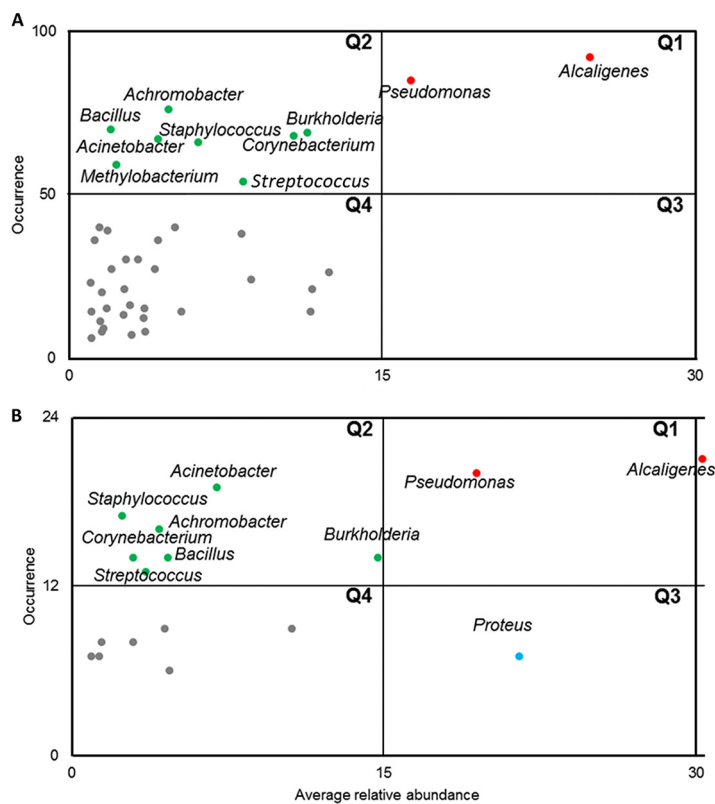 A
100
Q2
Q1
Alcaligenes
Pseudomonas
Achromobacter
Bacillus
Burkholderia
Staphylococcus
Acinetobacter
Corynebacterium
Methylobacterium
Streptococcus
Occurrence
50
Q4
Q3
0
0
15
30
B
24
Q2
Q1
Acinetobacter
Alcaligenes
Pseudomonas
Staphylococcus
Achromobacter
Corynebacterium
Burkholderia
Bacillus
Streptococcus
Occurrence
12
Q4
Q3
Proteus
0
0
15
30
Average relative abundance